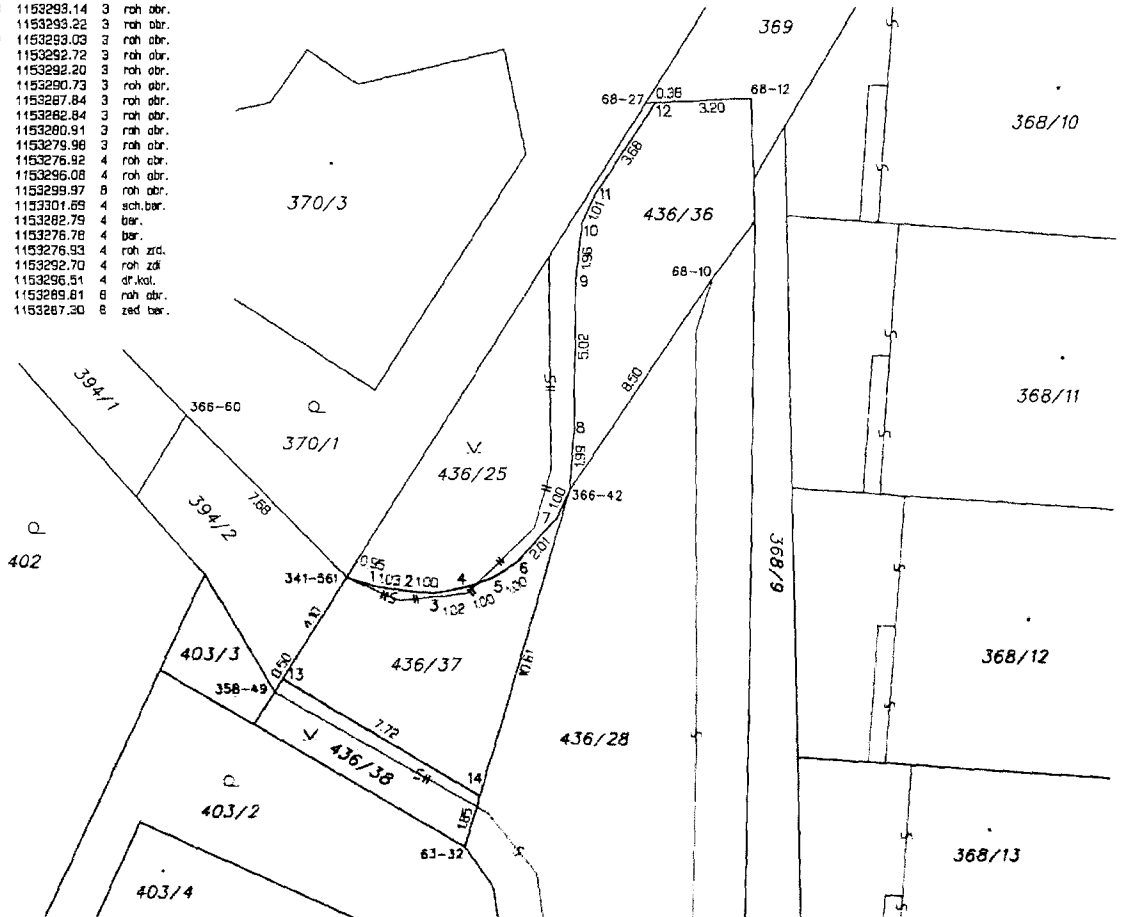 1153293.14 3 roh obr.
1153293.22 3 roh obr.
1153293.03 3 roh obr.
1153292.72 3 roh obr.
1153292.20 3 roh obr.
1153290.73 3 roh obr.
1153287.84 3 roh obr.
1153282.84 3 roh obr.
1153280.91 3 roh obr.
1153279.96 3 roh obr.
1153276.92 4 roh obr.
1153296.08 4 roh obr.
1153299.97 8 roh obr.
1153301.69 4 sch.bar.
1153282.79 4 bar.
1153276.78 4 bar.
1153276.93 4 roh zrd.
1153292.70 4 roh zdi
1153296.51 4 dr.kol.
1153289.81 8 roh obr.
1153287.30 8 zed bar.
369
68-27
0.36
3.20
12
68-12
368/10
3.68
370/3
11
1.01
436/36
10
1.96
9
68-10
5.02
8.50
394/1
366-60
370/1
368/11
8
1.99
436/25
366-42
7
1.00
7.68
394/2
402
2.01
6
368/9
0.95
341-561
1
1.03
2
1.00
4
5
1.00
3
1.02
1.00
4.10
403/3
0.50
13
436/37
368/12
358-49
7.72
436/28
436/38
14
403/2
1.85
63-32
368/13
403/4